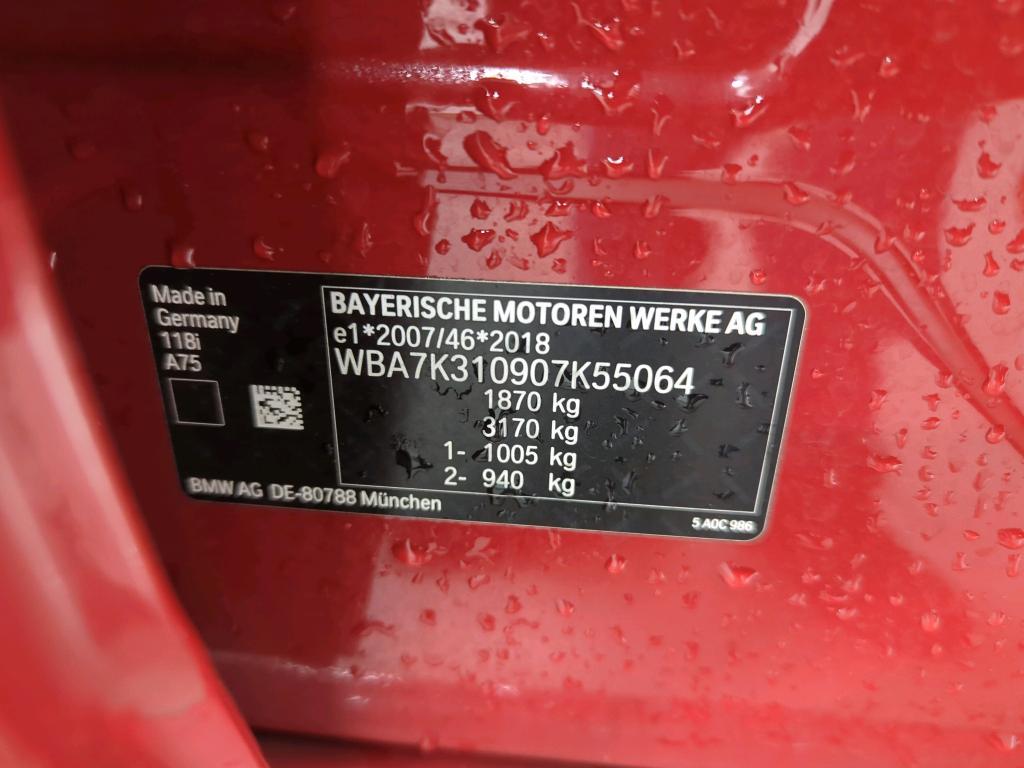 Made in
Germany
118i
A75
BAYERISCHE MOTOREN WERKE AG
e1*2007/46*2018
WBA7K310907K55064
1870 kg
3170 kg
1- 1005 kg
2- 940 kg
BMW AG DE-80788 München
5 A0C 986